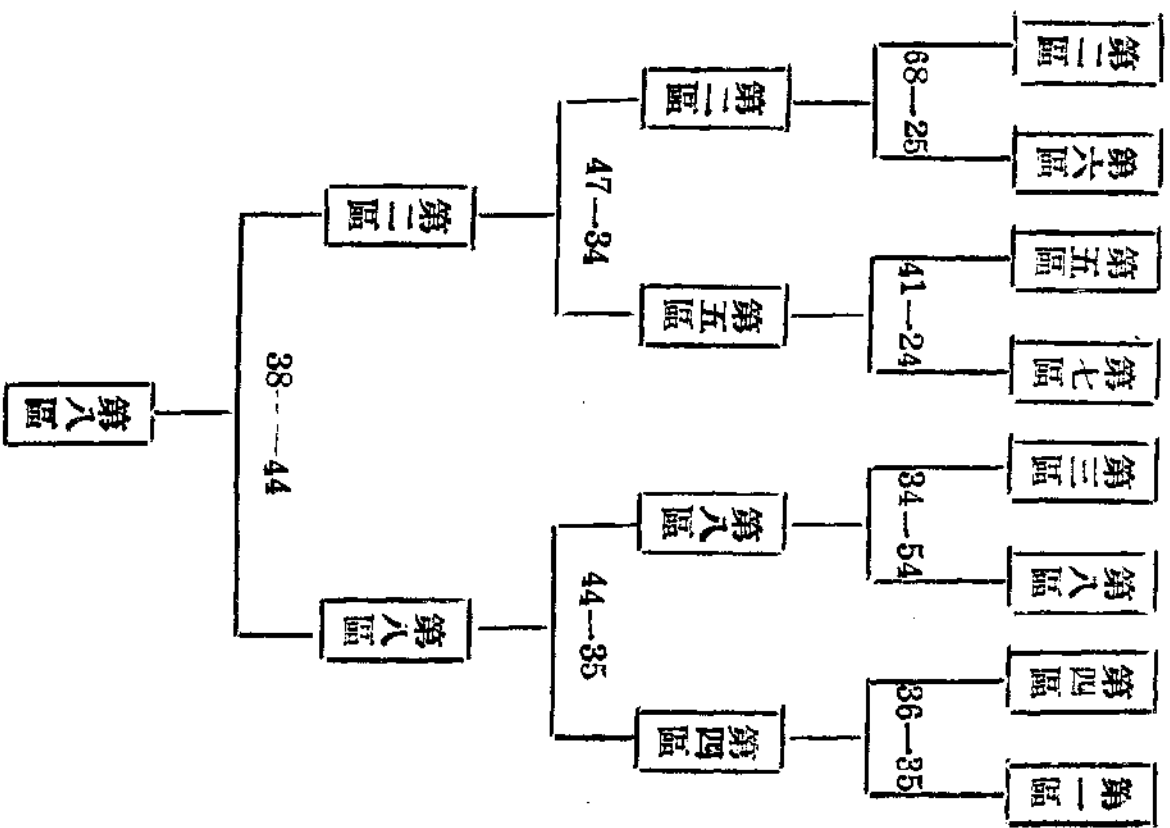 第二區
第六區
第五區
第七區
第三區
第八區
第四區
第一區
68—25
41—24
34—54
36—35
第二區
第五區
第八區
第四區
47—34
44—35
第二區
第八區
38—44
第八區